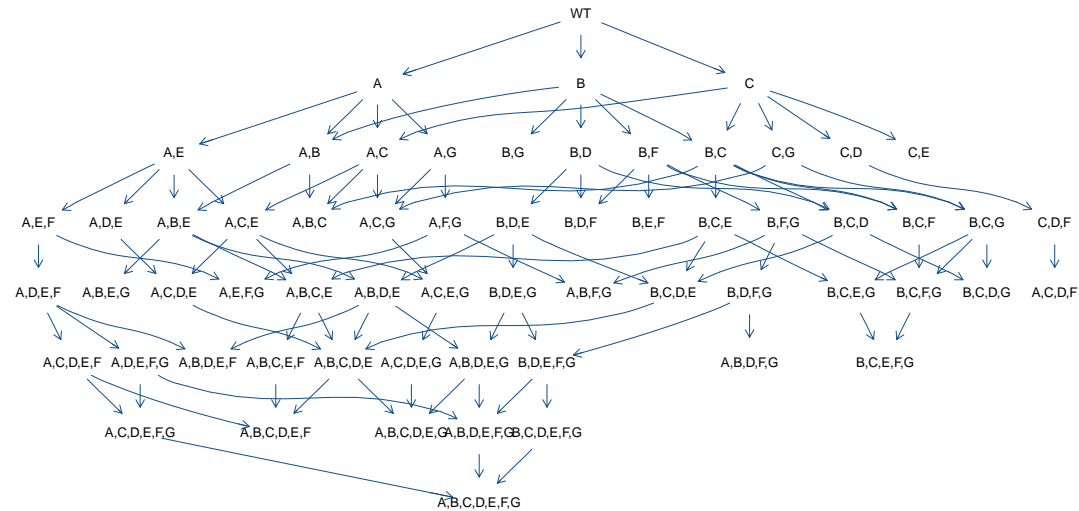 WT
A B C
A,E A,B A,C A,G B,G B,D B,F B,C C,G C,D C,E
A,E,F A,D,E A,B,E A,C,E A,B,C A,C,G A,F,G B,D,E B,D,F B,E,F B,C,E B,F,G B,C,D B,C,F B,C,G C,D,F
A,D,E,F A,B,E,G A,C,D,E A,E,F,G A,B,C,E A,B,D,E A,C,E,G B,D,E,G A,B,F,G B,C,D,E B,D,F,G B,C,E,G B,C,F,G B,C,D,G A,C,D,F
A,C,D,E,F A,D,E,F,G A,B,D,E,F A,B,C,E,F A,B,C,D,E A,C,D,E,G A,B,D,E,G B,D,E,F,G A,B,D,F,G B,C,E,F,G
A,C,D,E,F,G A,B,C,D,E,F A,B,C,D,E,G A,B,D,E,F,G B,C,D,E,F,G
A,B,C,D,E,F,G